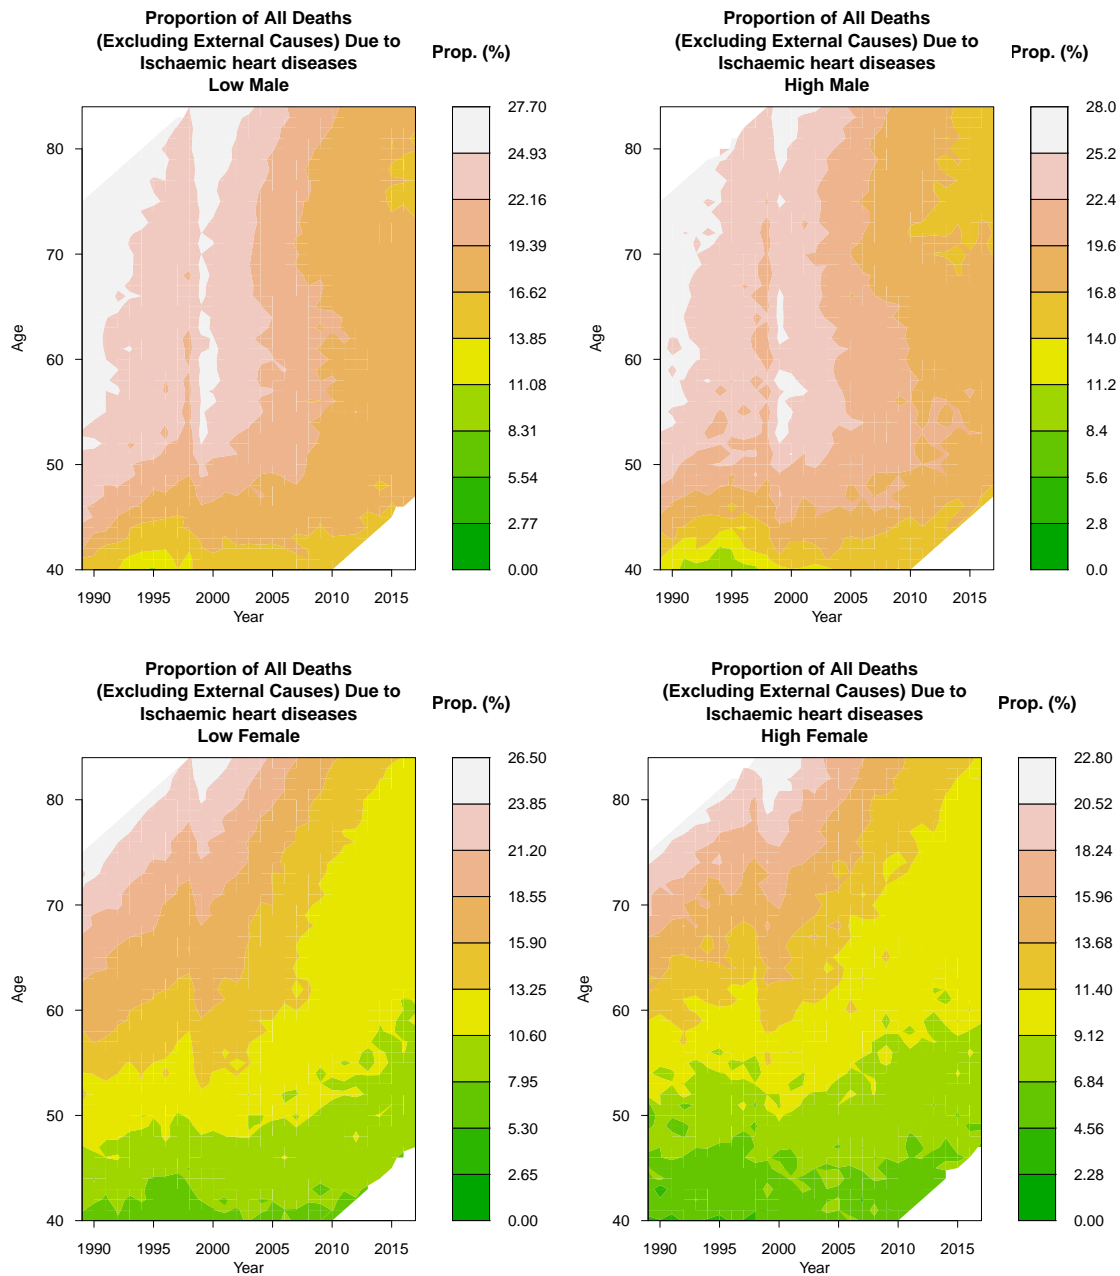 Proportion of All Deaths
(Excluding External Causes) Due to
Ischaemic heart diseases
Low Male
Prop. (%)
27.70
24.93
22.16
19.39
16.62
13.85
11.08
8.31
5.54
2.77
0.00
80
70
60
50
40
Age
1990 1995 2000 2005 2010 2015
Year
Proportion of All Deaths
(Excluding External Causes) Due to
Ischaemic heart diseases
High Male
Prop. (%)
28.0
25.2
22.4
19.6
16.8
14.0
11.2
8.4
5.6
2.8
0.0
80
70
60
50
40
Age
1990 1995 2000 2005 2010 2015
Year
Proportion of All Deaths
(Excluding External Causes) Due to
Ischaemic heart diseases
Low Female
Prop. (%)
26.50
23.85
21.20
18.55
15.90
13.25
10.60
7.95
5.30
2.65
0.00
80
70
60
50
40
Age
1990 1995 2000 2005 2010 2015
Year
Proportion of All Deaths
(Excluding External Causes) Due to
Ischaemic heart diseases
High Female
Prop. (%)
22.80
20.52
18.24
15.96
13.68
11.40
9.12
6.84
4.56
2.28
0.00
80
70
60
50
40
Age
1990 1995 2000 2005 2010 2015
Year